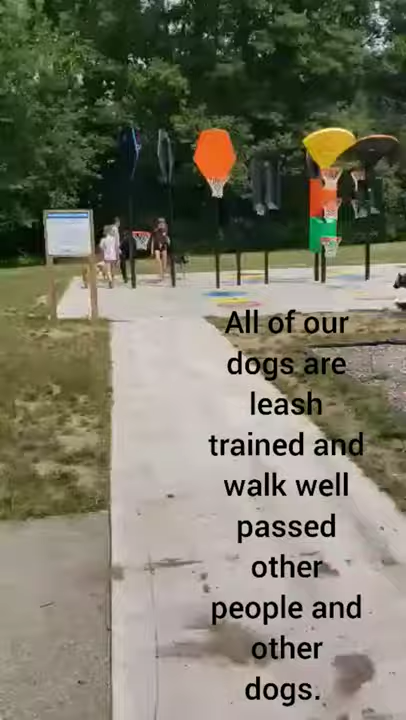 All of our
dogs are
leash
trained and
walk well
passed
other
people and
other
dogs.